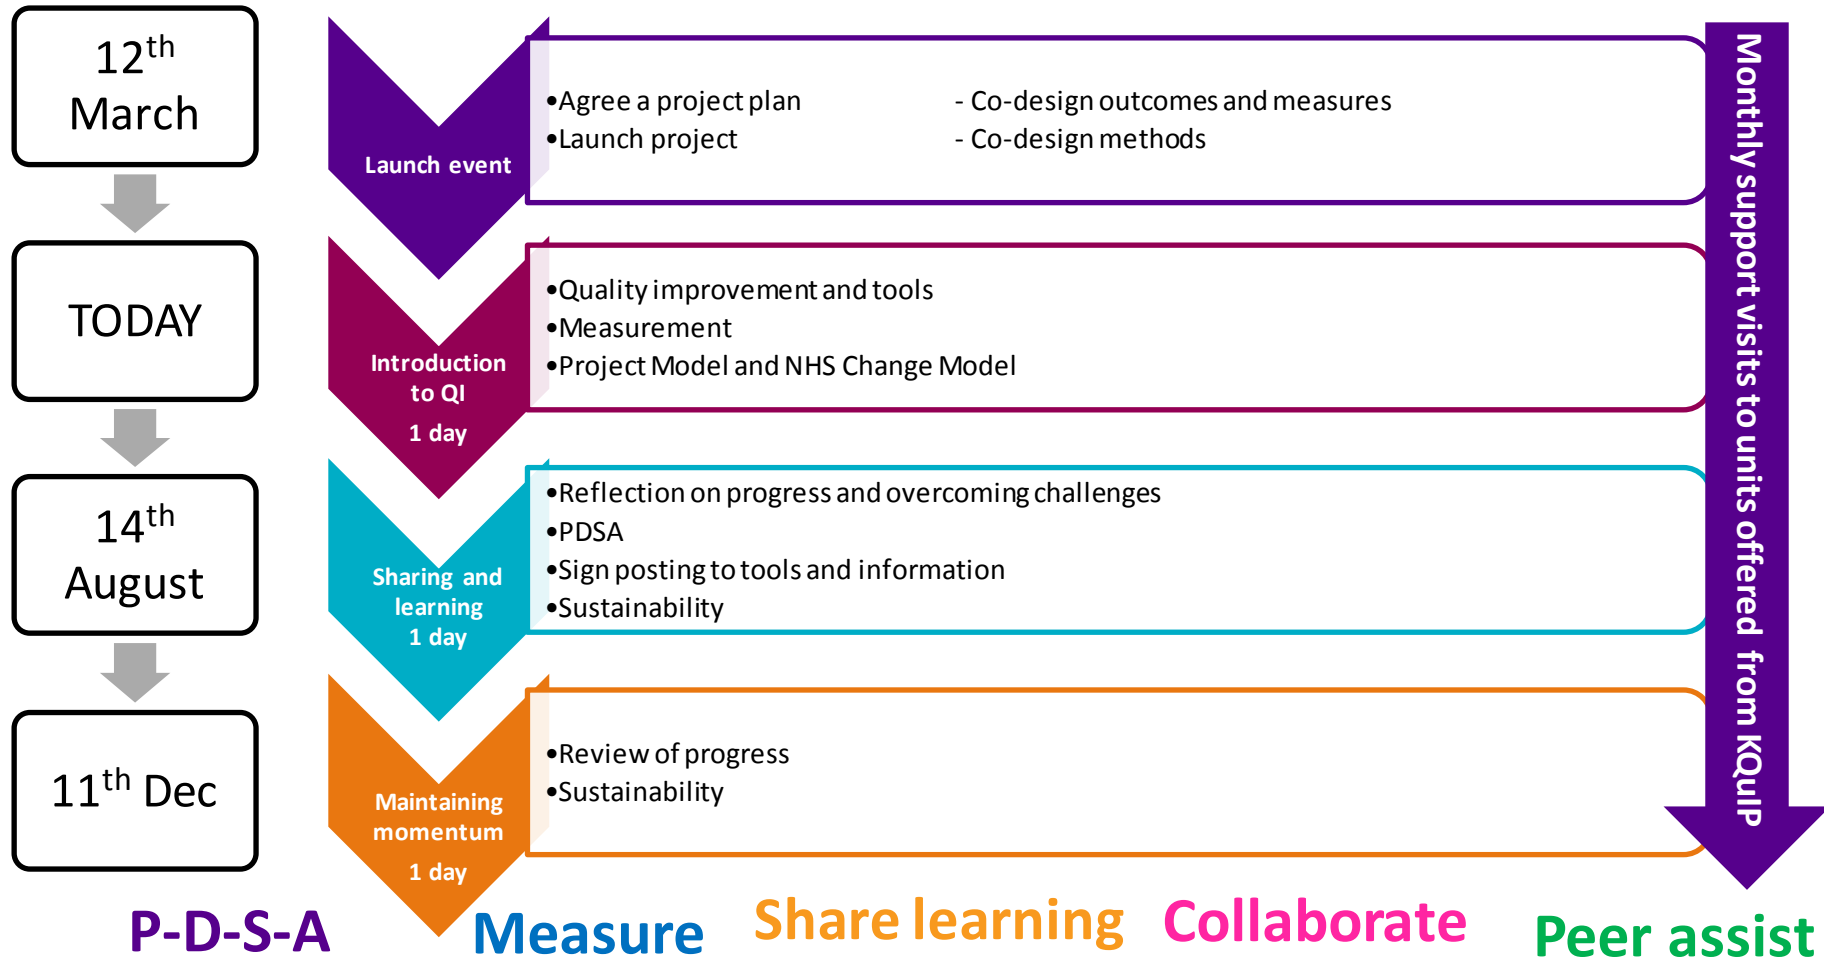 12th
March
Launch event
•Agree a project plan - Co-design outcomes and measures
•Launch project - Co-design methods
TODAY
Introduction
to QI
1 day
•Quality improvement and tools
•Measurement
•Project Model and NHS Change Model
14th
August
Sharing and
learning
1 day
•Reflection on progress and overcoming challenges
•PDSA
•Sign posting to tools and information
•Sustainability
11th Dec
Maintaining
momentum
1 day
•Review of progress
•Sustainability
Monthly support visits to units offered from KQuIP
P-D-S-A
Measure
Share learning
Collaborate
Peer assist